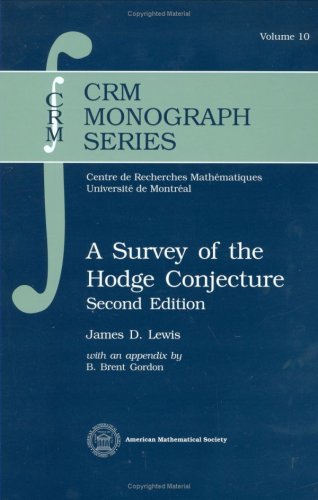 Volume 10
CRM
CRM
MONOGRAPH
SERIES
Centre de Recherches Mathématiques
Université de Montréal
A Survey of the
Hodge Conjecture
Second Edition
James D. Lewis
with an appendix by
B. Brent Gordon
American Mathematical Society